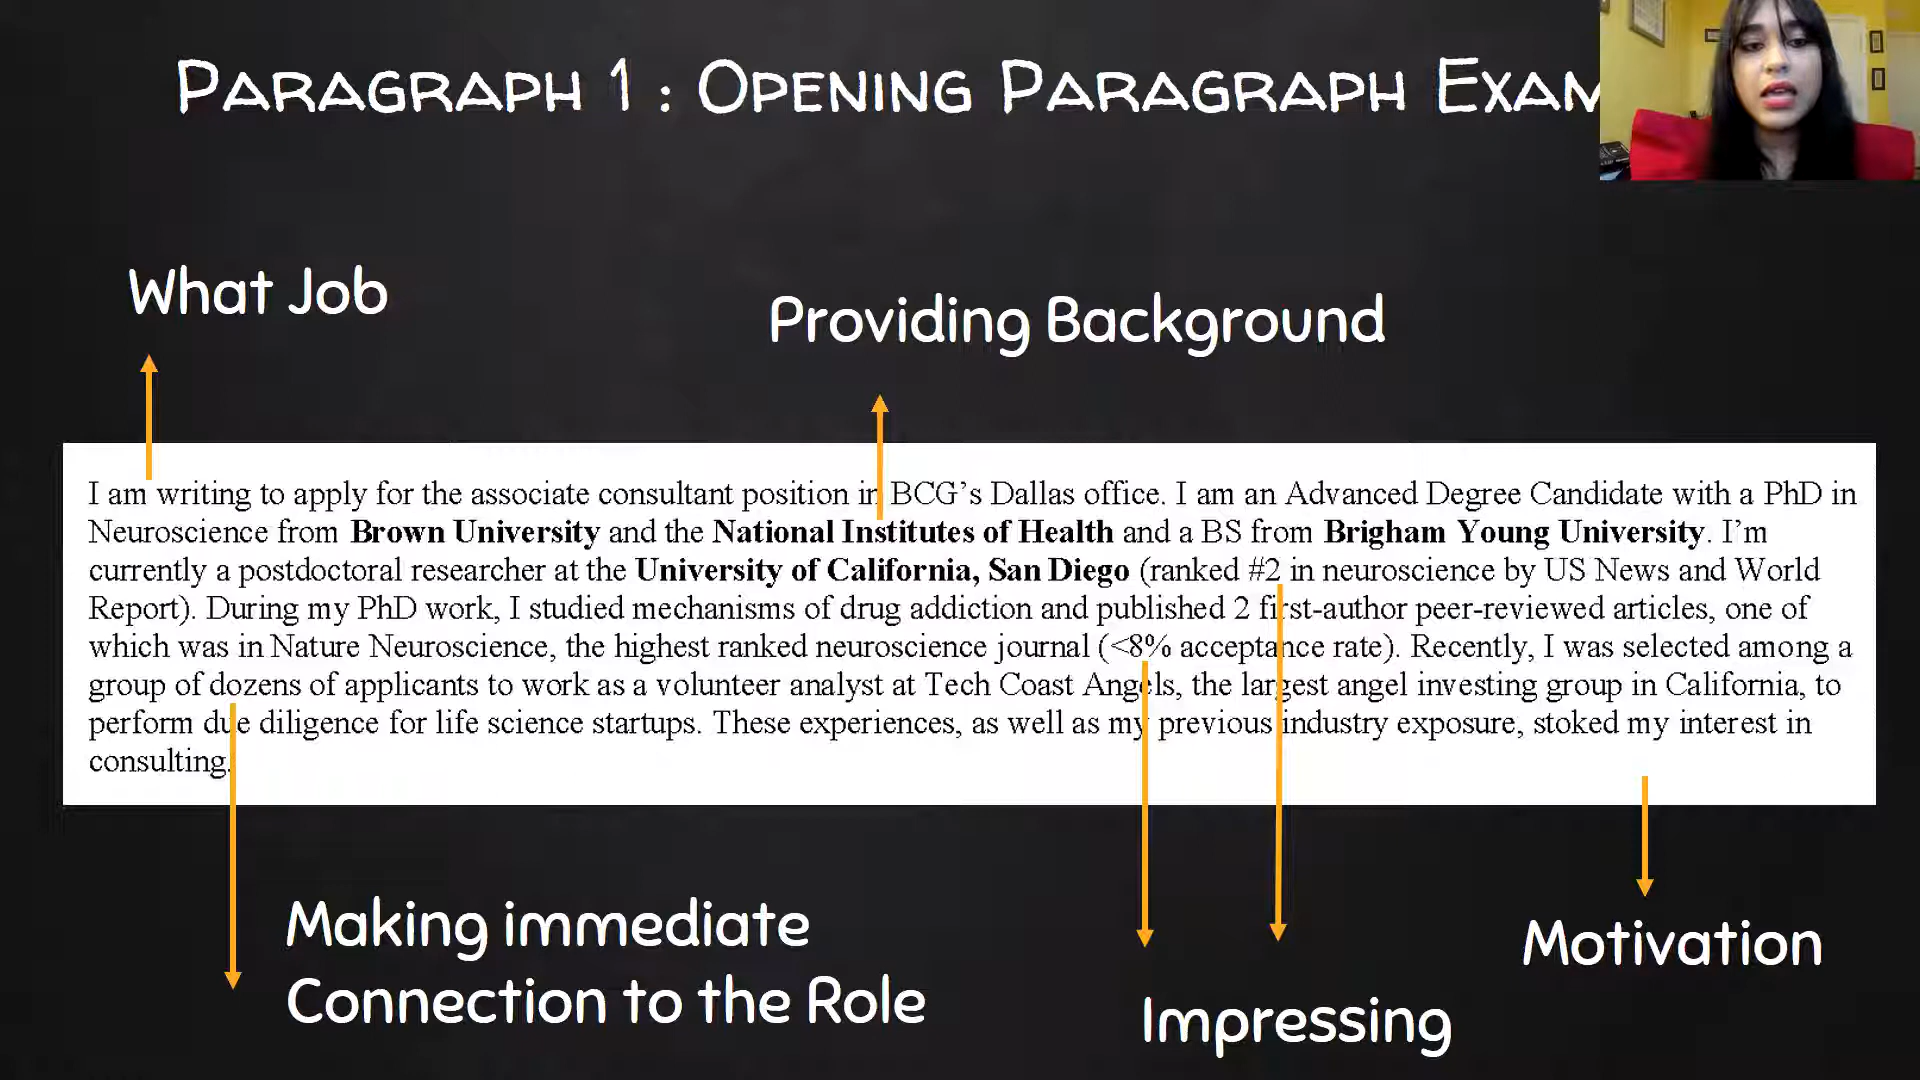 PARAGRAPH 1 : OPENING PARAGRAPH EXAM
What Job
Providing Background
I am writing to apply for the associate consultant position in BCG's Dallas office. I am an Advanced Degree Candidate with a PhD in
Neuroscience from Brown University and the National Institutes of Health and a BS from Brigham Young University. I'm
currently a postdoctoral researcher at the University of California, San Diego (ranked #2 in neuroscience by US News and World
Report). During my PhD work, I studied mechanisms of drug addiction and published 2 first-author peer-reviewed articles, one of
which was in Nature Neuroscience, the highest ranked neuroscience journal (<8% acceptance rate). Recently, I was selected among a
group of dozens of applicants to work as a volunteer analyst at Tech Coast Angels, the largest angel investing group in California, to
perform due diligence for life science startups. These experiences, as well as my previous industry exposure, stoked my interest in
consulting.
Making immediate
Connection to the Role
Impressing
Motivation